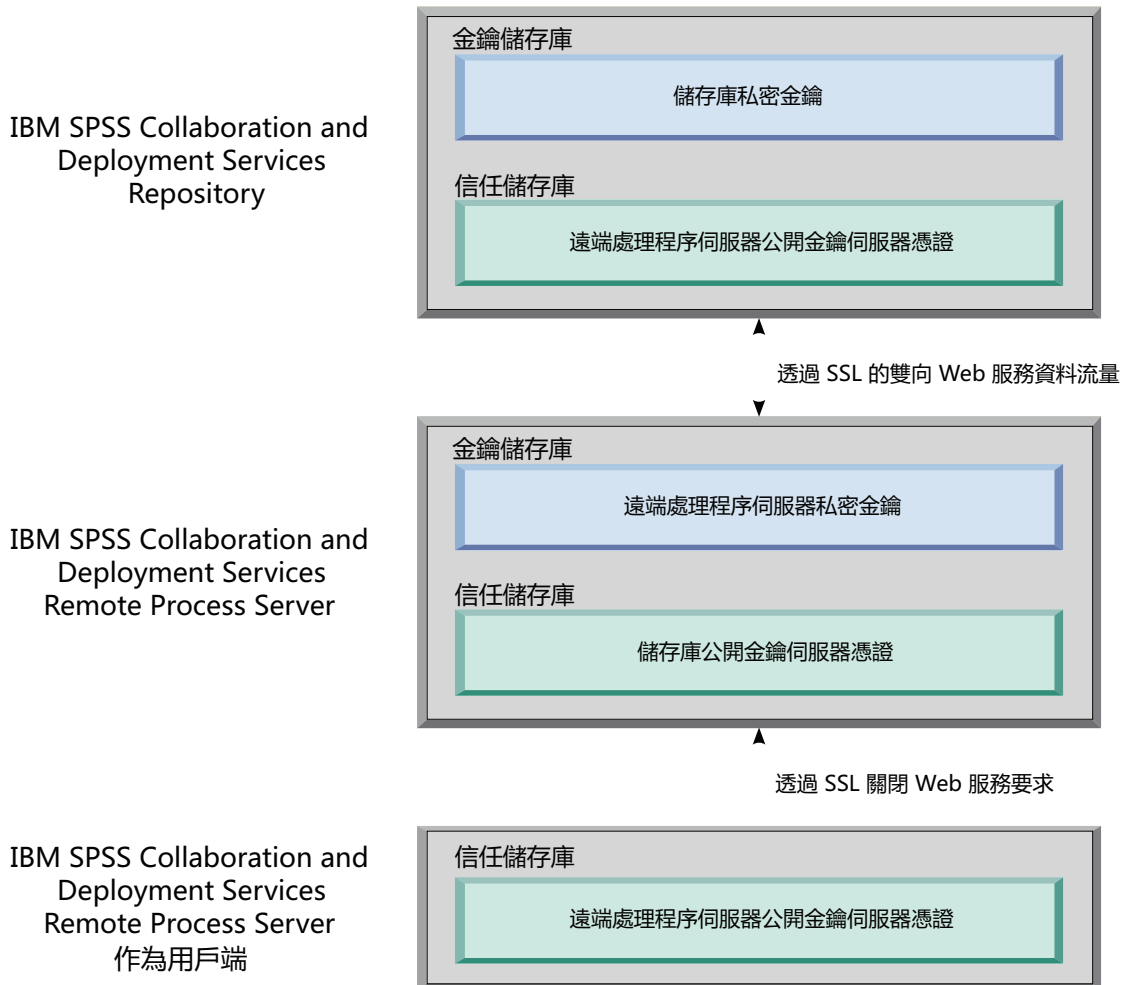 IBM SPSS Collaboration and
Deployment Services
Repository
金鑰儲存庫
儲存庫私密金鑰
信任儲存庫
遠端處理程序伺服器公開金鑰伺服器憑證
透過 SSL 的雙向 Web 服務資料流量
IBM SPSS Collaboration and
Deployment Services
Remote Process Server
金鑰儲存庫
遠端處理程序伺服器私密金鑰
信任儲存庫
儲存庫公開金鑰伺服器憑證
透過 SSL 關閉 Web 服務要求
IBM SPSS Collaboration and
Deployment Services
Remote Process Server
作為用戶端
信任儲存庫
遠端處理程序伺服器公開金鑰伺服器憑證